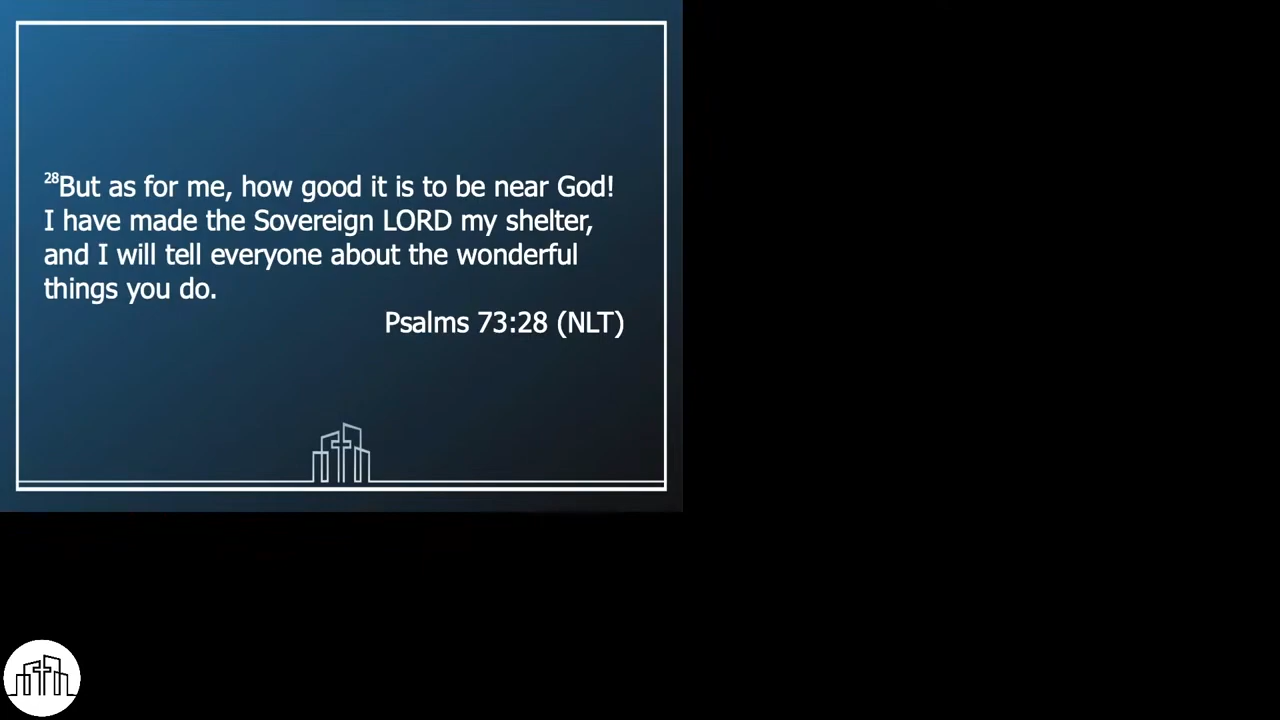 28But as for me, how good it is to be near God!
I have made the Sovereign LORD my shelter,
and I will tell everyone about the wonderful
things you do.
Psalms 73:28 (NLT)